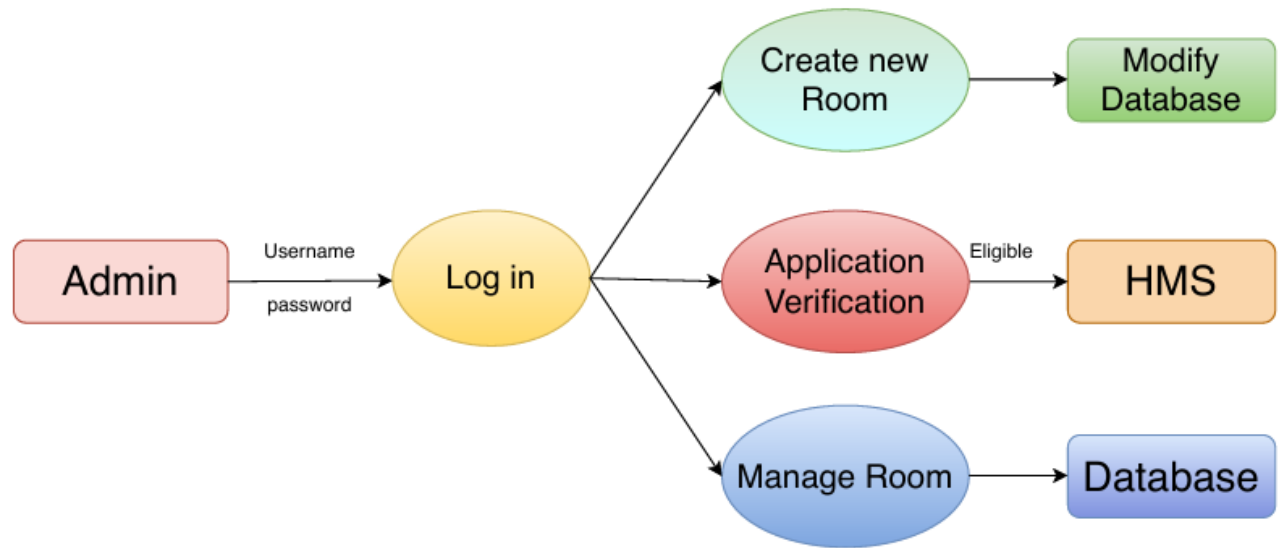 Create new
Room
Modify
Database
Admin
Username
password
Log in
Application
Verification
Eligible
HMS
Manage Room
Database